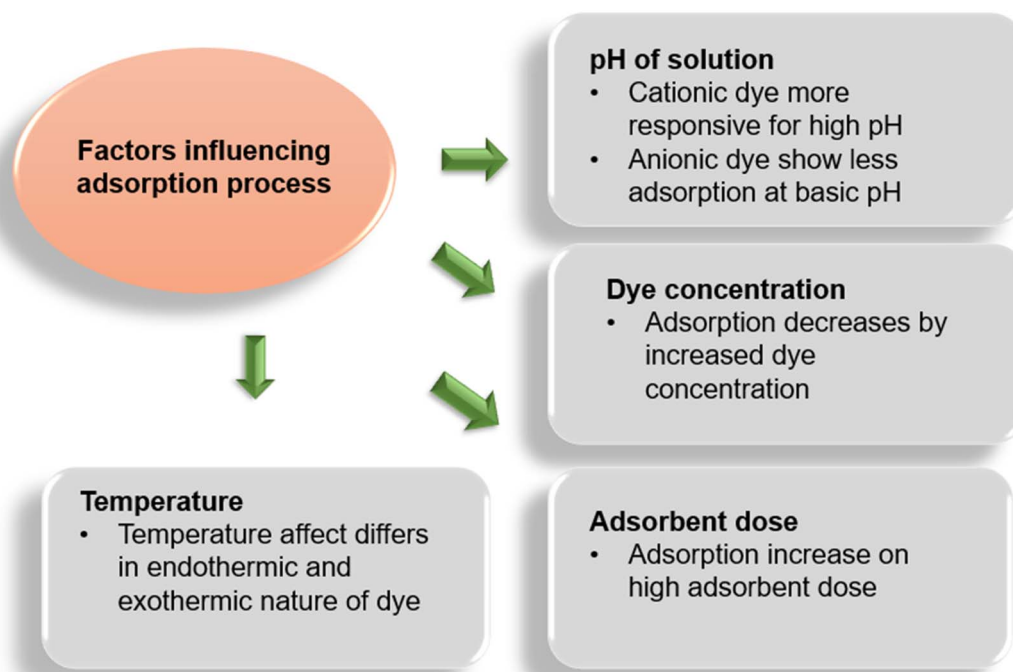 Factors influencing
adsorption process
pH of solution
• Cationic dye more
responsive for high pH
• Anionic dye show less
adsorption at basic pH
Dye concentration
• Adsorption decreases by
increased dye
concentration
Temperature
• Temperature affect differs
in endothermic and
exothermic nature of dye
Adsorbent dose
• Adsorption increase on
high adsorbent dose